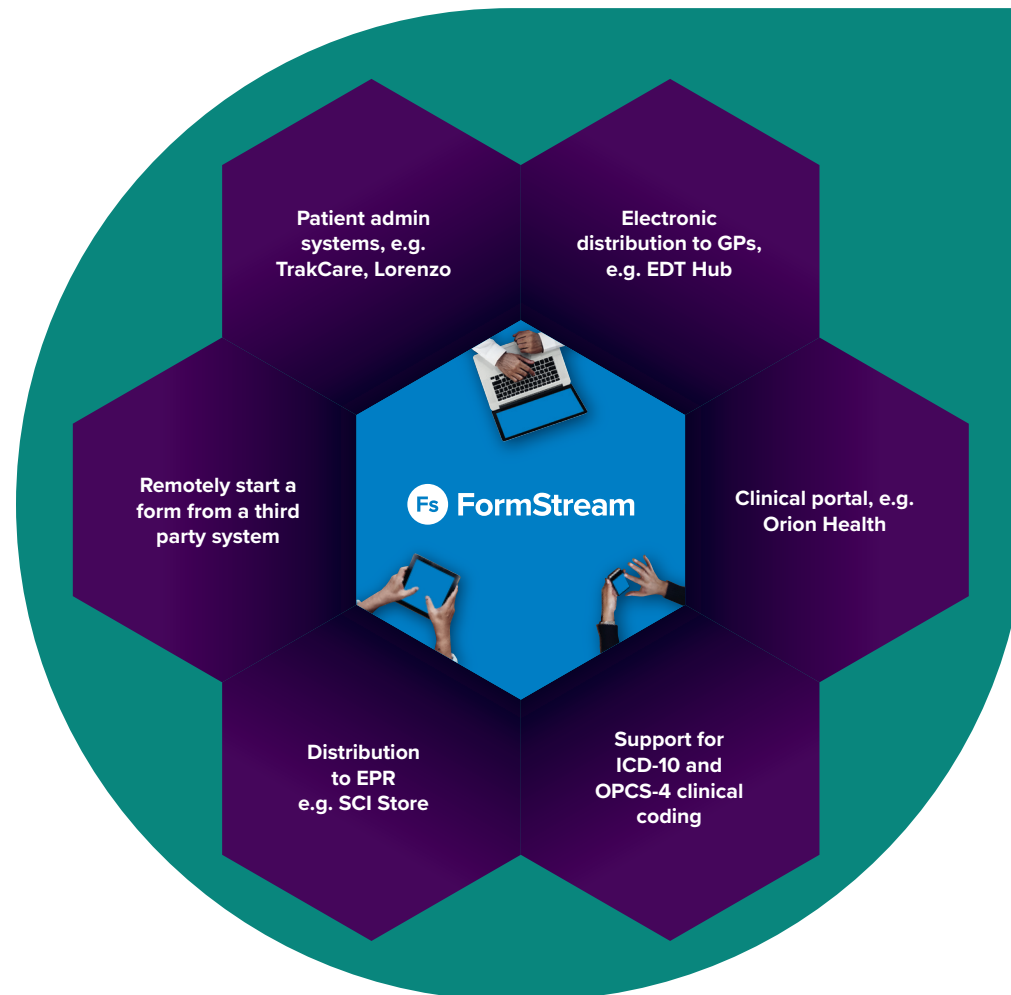 Patient admin
systems, e.g.
TrakCare, Lorenzo
Electronic
distribution to GPs,
e.g. EDT Hub
Remotely start a
form from a third
party system
Fs FormStream
Clinical portal, e.g.
Orion Health
Distribution
to EPR
e.g. SCI Store
Support for
ICD-10 and
OPCS-4 clinical
coding